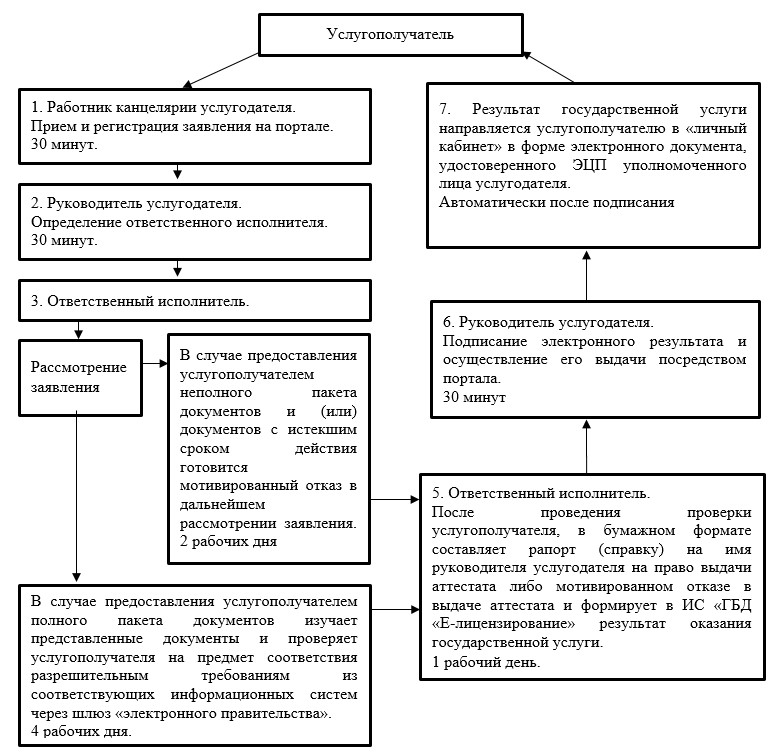 Услугополучатель
1. Работник канцелярии услугодателя.
Прием и регистрация заявления на портале.
30 минут.
2. Руководитель услугодателя.
Определение ответственного исполнителя.
30 минут.
3. Ответственный исполнитель.
Рассмотрение
заявления
В случае предоставления
услугополучателем
неполного пакета
документов и (или)
документов с истекшим
сроком действия
готовится
мотивированный отказ в
дальнейшем
рассмотрении заявления.
2 рабочих дня
В случае предоставления услугополучателем
полного пакета документов изучает
представленные документы и проверяет
услугополучателя на предмет соответствия
разрешительным требованиям из
соответствующих информационных систем
через шлюз «электронного правительства».
4 рабочих дня.
5. Ответственный исполнитель.
После проведения проверки
услугополучателя, в бумажном формате
составляет рапорт (справку) на имя
руководителя услугодателя на право выдачи
аттестата либо мотивированном отказе в
выдаче аттестата и формирует в ИС «ГБД
«Е-лицензирование» результат оказания
государственной услуги.
1 рабочий день.
6. Руководитель услугодателя.
Подписание электронного результата и
осуществление его выдачи посредством
портала.
30 минут
7. Результат государственной услуги
направляется услугополучателю в «личный
кабинет» в форме электронного документа,
удостоверенного ЭЦП уполномоченного
лица услугодателя.
Автоматически после подписания